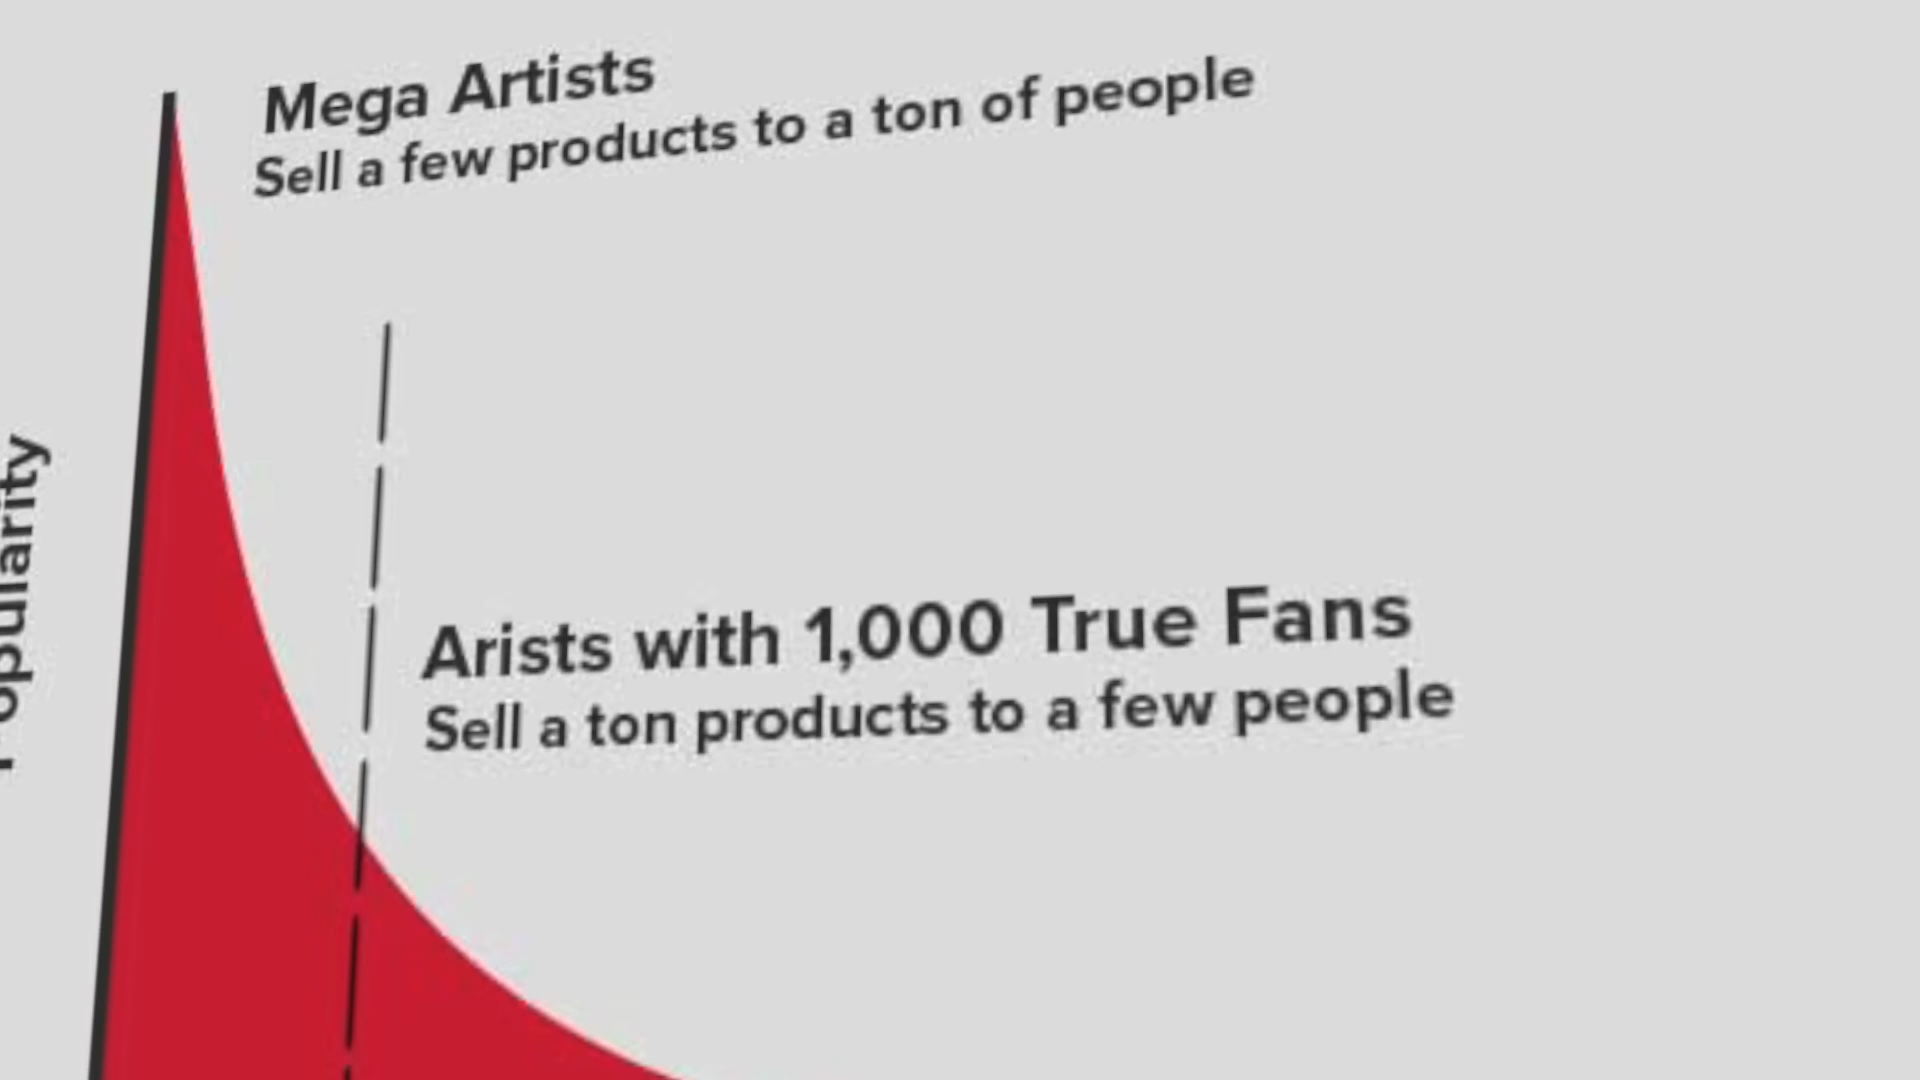 Mega Artists
Sell a few products to a ton of people
Popularity
Arists with 1,000 True Fans
Sell a ton products to a few people